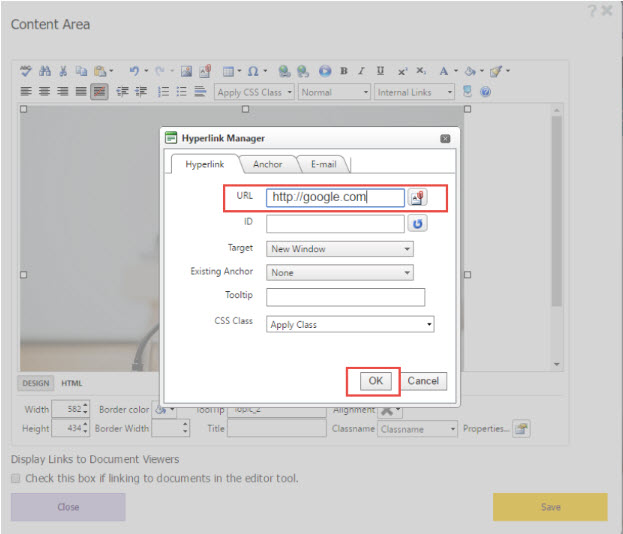 Content Area
Apply CSS Class Normal Internal Links
Hyperlink Manager
Hyperlink Anchor E-mail
URL http://google.com
ID
Target New Window
Existing Anchor None
Tooltip
CSS Class Apply Class
OK Cancel
DESIGN HTML
Width 582 Border color ToolTip Topic_2 Alignment
Height 434 Border Width Title Classname Classname Properties...
Display Links to Document Viewers
Check this box if linking to documents in the editor tool.
Close Save